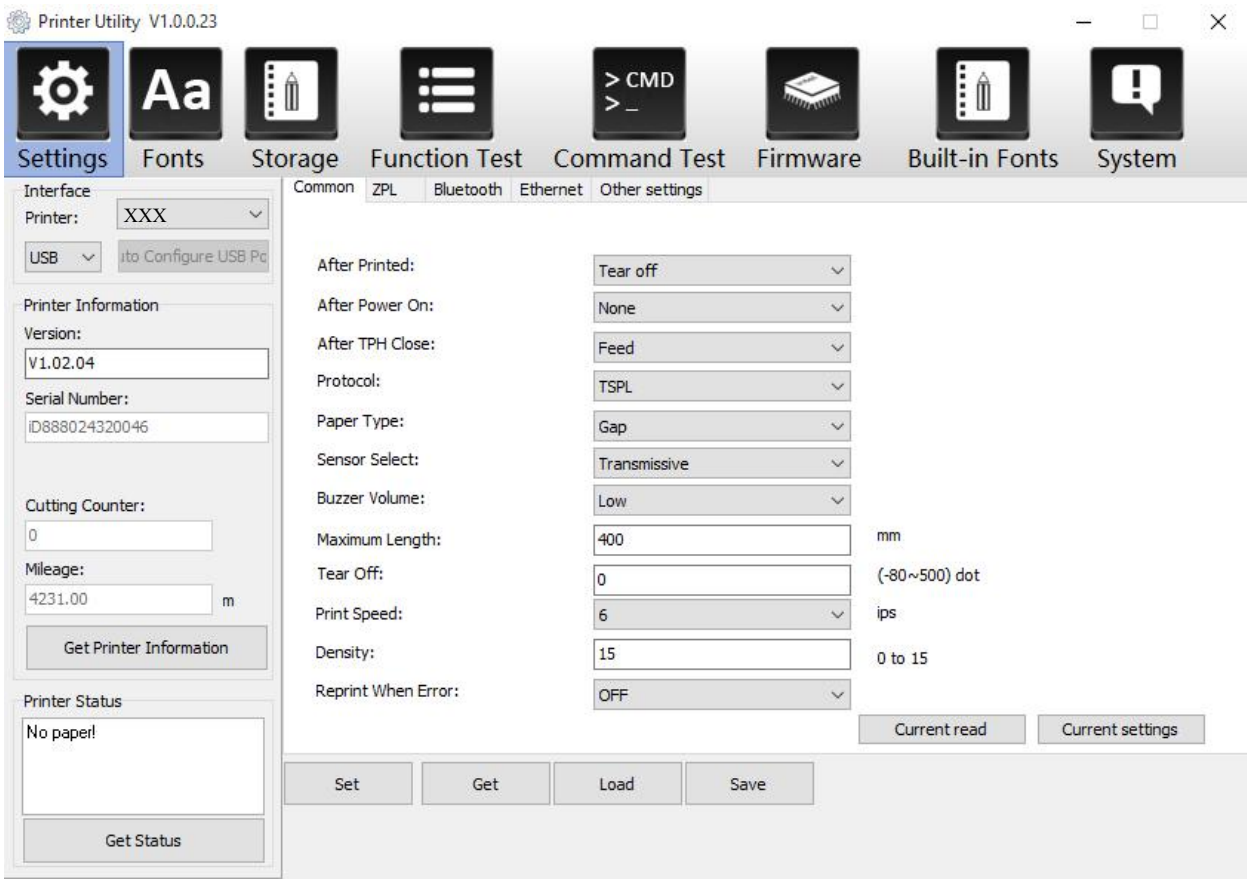 Printer Utility V1.0.0.23
> CMD
> _
Aa
Settings Fonts Storage Function Test Command Test Firmware Built-in Fonts System
Interface
Printer: XXX
USB uto Configure USB Po
Printer Information
Version:
V1.02.04
Serial Number:
iD888024320046
Cutting Counter:
0
Mileage:
4231.00 m
Get Printer Information
Printer Status
No paper!
Get Status
Common ZPL Bluetooth Ethernet Other settings
After Printed: Tear off
After Power On: None
After TPH Close: Feed
Protocol: TSPL
Paper Type: Gap
Sensor Select: Transmissive
Buzzer Volume: Low
Maximum Length: 400 mm
Tear Off: 0 (-80~500) dot
Print Speed: 6 ips
Density: 15 0 to 15
Reprint When Error: OFF
Current read Current settings
Set Get Load Save